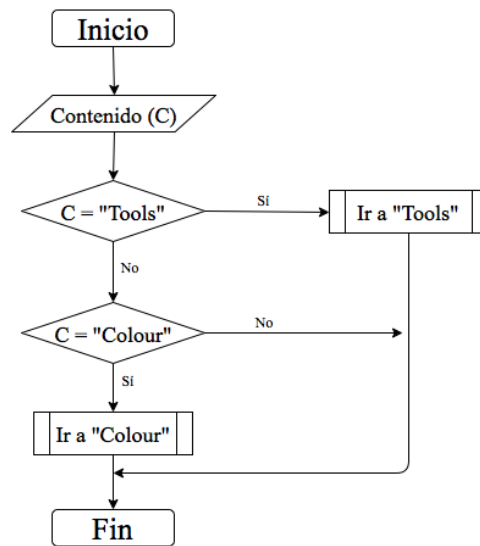 Inicio
Contenido (C)
C = "Tools"
Sí
Ir a "Tools"
No
C = "Colour"
No
Sí
Ir a "Colour"
Fin